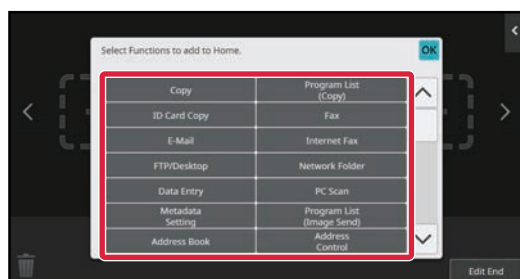 Select Functions to add to Home.
OK
Copy
Program List
(Copy)
ID Card Copy
Fax
E-Mail
Internet Fax
FTP/Desktop
Network Folder
Data Entry
PC Scan
Metadata
Setting
Program List
(Image Send)
Address Book
Address
Control
Edit End